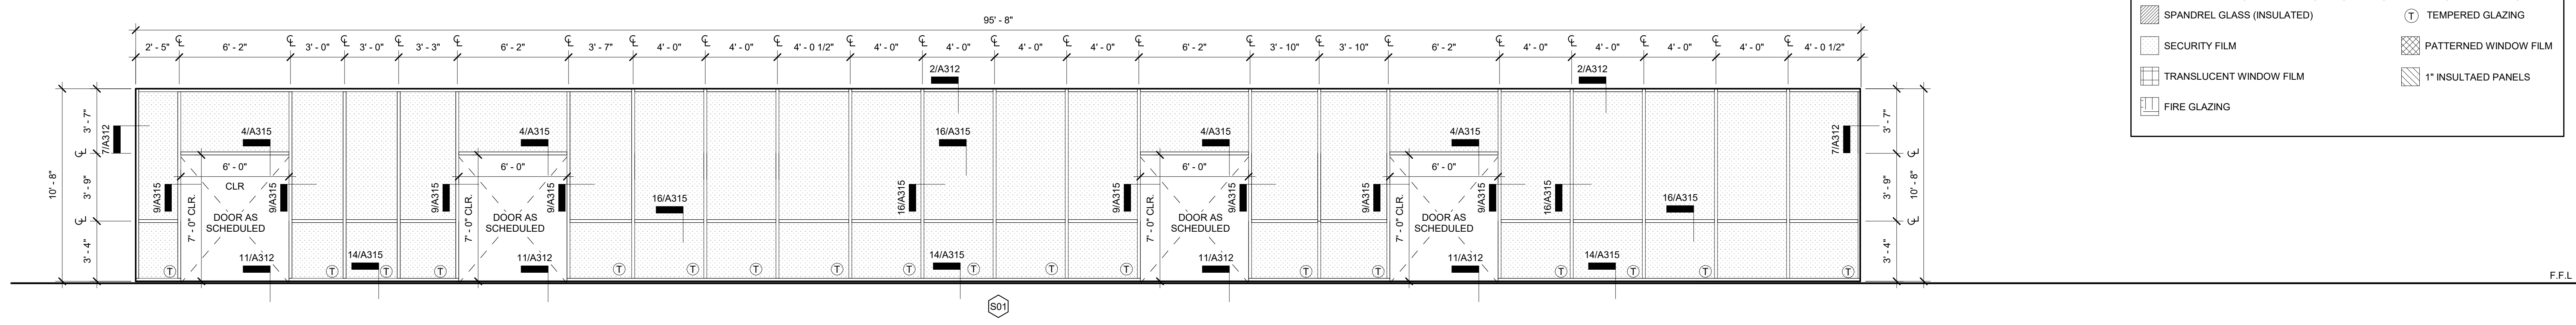 95' - 8"
2' - 5" 6' - 2" 3' - 0" 3' - 0" 3' - 3" 6' - 2" 3' - 7" 4' - 0" 4' - 0" 4' - 0 1/2" 4' - 0" 4' - 0" 4' - 0" 4' - 0" 6' - 2" 3' - 10" 3' - 10" 6' - 2" 4' - 0" 4' - 0" 4' - 0" 4' - 0" 4' - 0 1/2"
2/A312 2/A312
7/A312 3' - 7" 4/A315 4/A315 16/A315 4/A315 4/A315 7/A312 3' - 7"
6' - 0" 6' - 0" 6' - 0" 6' - 0"
CLR
10' - 8" 3' - 9" 9/A315 9/A315 9/A315 9/A315 16/A315 16/A315 9/A315 9/A315 9/A315 9/A315 16/A315 16/A315 3' - 9" 10' - 8"
7' - 0" CLR. 7' - 0" CLR. 7' - 0" CLR. 7' - 0" CLR.
DOOR AS DOOR AS DOOR AS DOOR AS
SCHEDULED SCHEDULED SCHEDULED SCHEDULED
3' - 4" 11/A312 14/A315 11/A312 14/A315 11/A312 11/A312 14/A315 3' - 4"
T T T T T T T T T T T T T T T T T T
F.F.L
S01
SPANDREL GLASS (INSULATED)
T TEMPERED GLAZING
SECURITY FILM
PATTERNED WINDOW FILM
TRANSLUCENT WINDOW FILM
1" INSULTAED PANELS
FIRE GLAZING